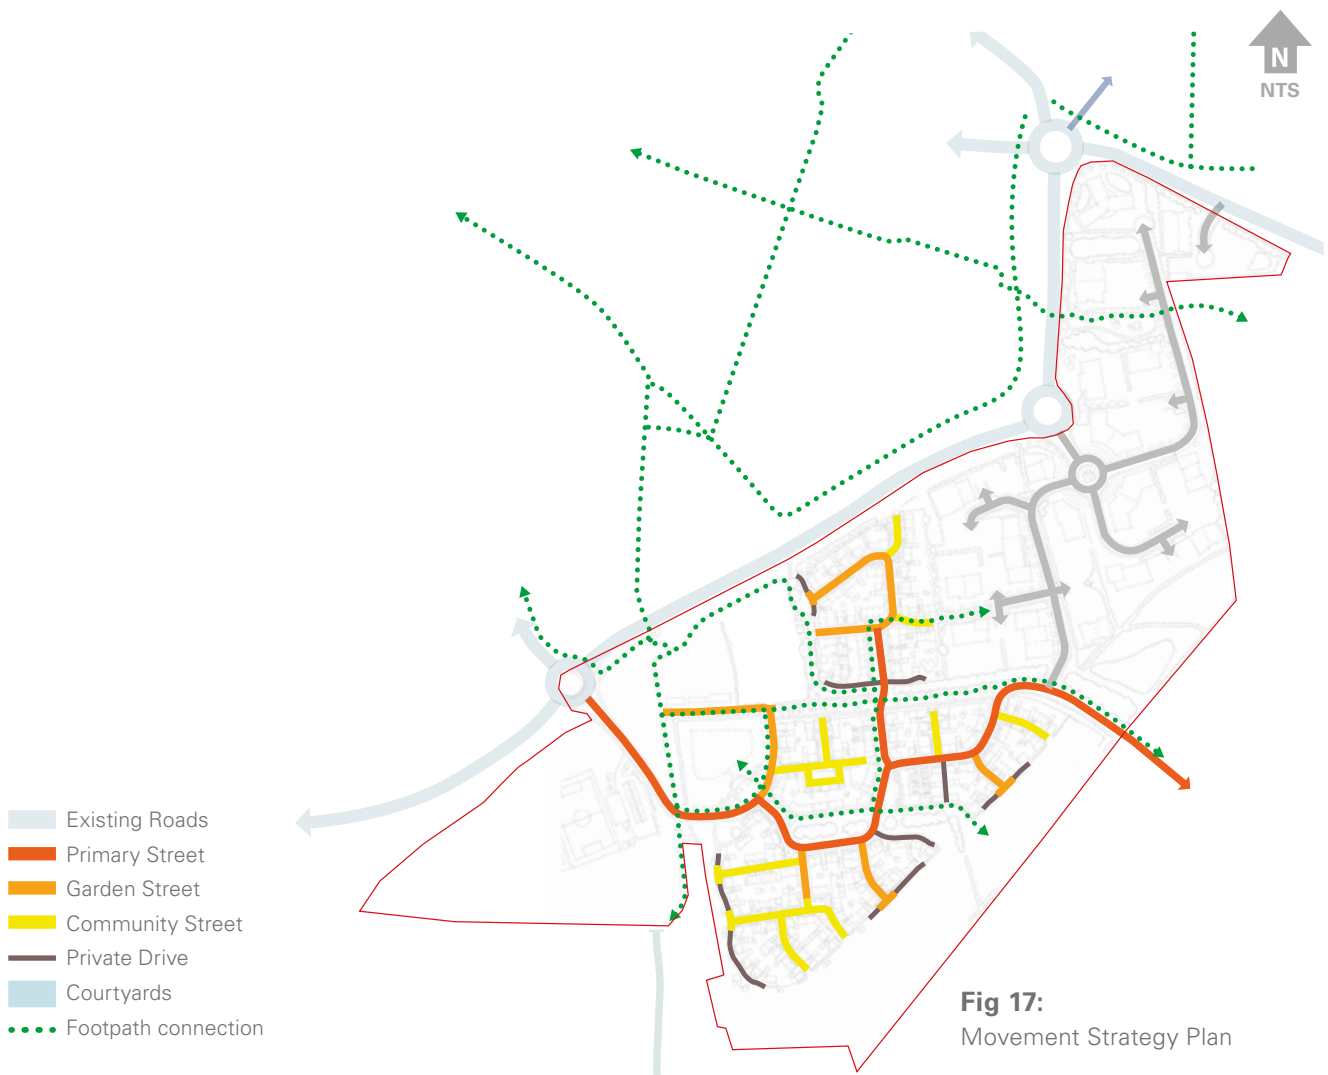 N
NTS
Existing Roads
Primary Street
Garden Street
Community Street
Private Drive
Courtyards
Footpath connection
Fig 17:
Movement Strategy Plan